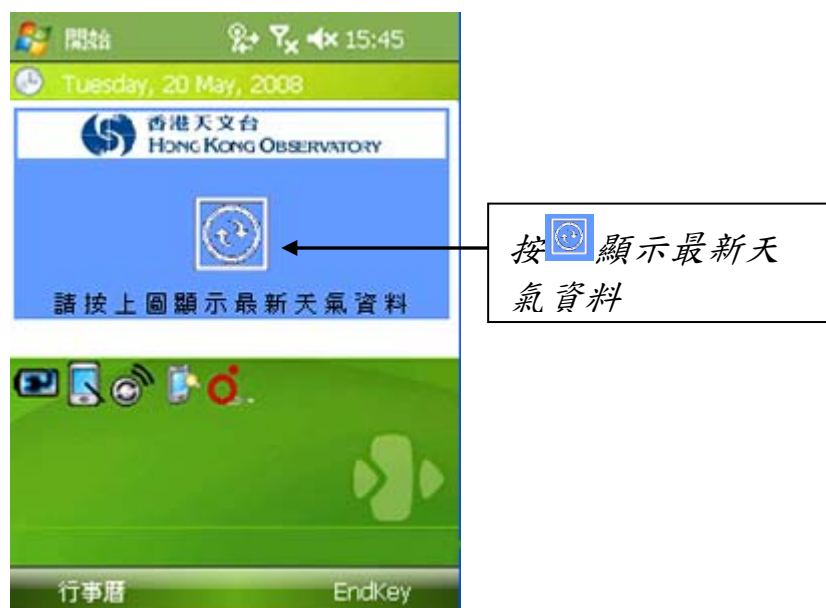 開始 15:45
Tuesday, 20 May, 2008
香港天文台
HONG KONG OBSERVATORY
請按上圖顯示最新天氣資料
按顯示最新天
氣資料
行事曆 EndKey